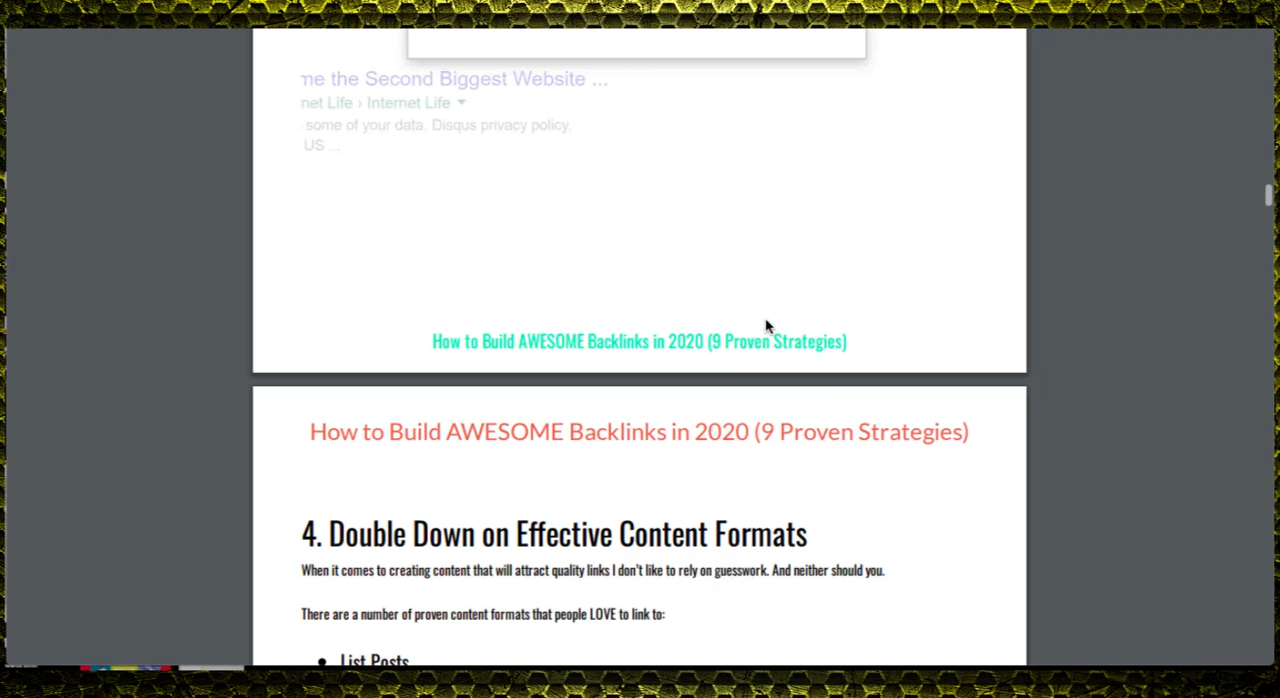 me the Second Biggest Website ...
net Life › Internet Life
some of your data. Disqus privacy policy.
US ...
How to Build AWESOME Backlinks in 2020 (9 Proven Strategies)
How to Build AWESOME Backlinks in 2020 (9 Proven Strategies)
4. Double Down on Effective Content Formats
When it comes to creating content that will attract quality links I don't like to rely on guesswork. And neither should you.
There are a number of proven content formats that people LOVE to link to:
● List Posts